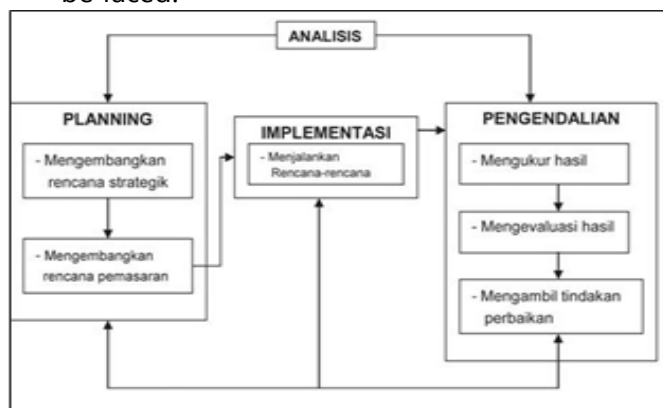 be faced.
ANALISIS
PLANNING
- Mengembangkan
rencana strategik
- Mengembangkan
rencana pemasaran
IMPLEMENTASI
- Menjalankan
Rencana-rencana
PENGENDALIAN
- Mengukur hasil
- Mengevaluasi hasil
- Mengambil tindakan
perbaikan